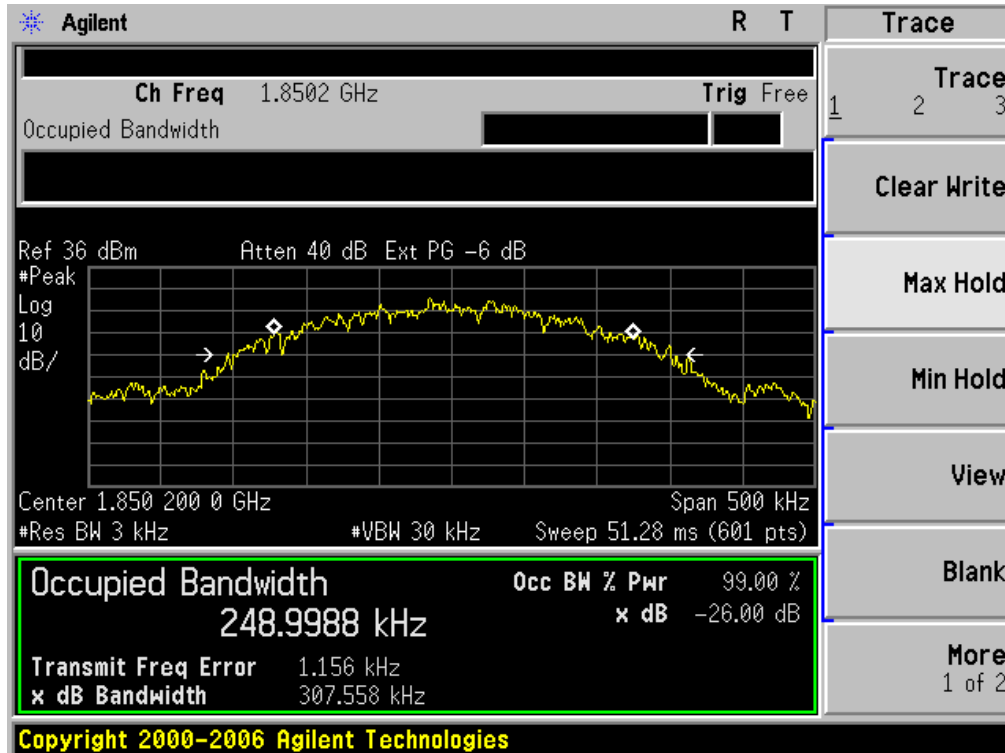 Agilent R T Trace
Ch Freq 1.8502 GHz Trig Free
Occupied Bandwidth
Trace
1 2 3
Clear Write
Max Hold
Min Hold
View
Blank
More
1 of 2
Ref 36 dBm Atten 40 dB Ext PG -6 dB
#Peak
Log
10
dB/
Center 1.850 200 0 GHz Span 500 kHz
#Res BW 3 kHz #VBW 30 kHz Sweep 51.28 ms (601 pts)
Occupied Bandwidth Occ BW % Pwr 99.00 %
248.9988 kHz x dB -26.00 dB
Transmit Freq Error 1.156 kHz
x dB Bandwidth 307.558 kHz
Copyright 2000-2006 Agilent Technologies